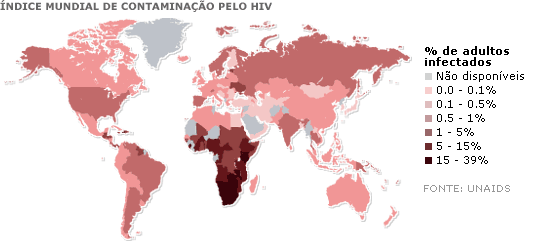 ÍNDICE MUNDIAL DE CONTAMINAÇÃO PELO HIV
% de adultos
infectados
Não disponíveis
0.0 - 0.1%
0.1 - 0.5%
0.5 - 1%
1 - 5%
5 - 15%
15 - 39%
FONTE: UNAIDS